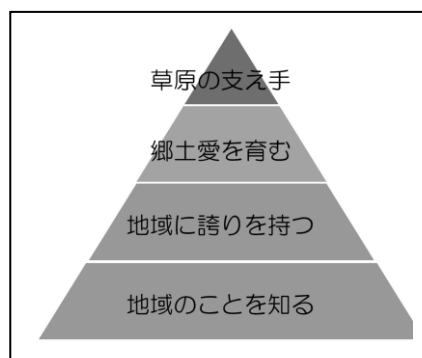 草原の支え手
郷土愛を育む
地域に誇りを持つ
地域のことを知る